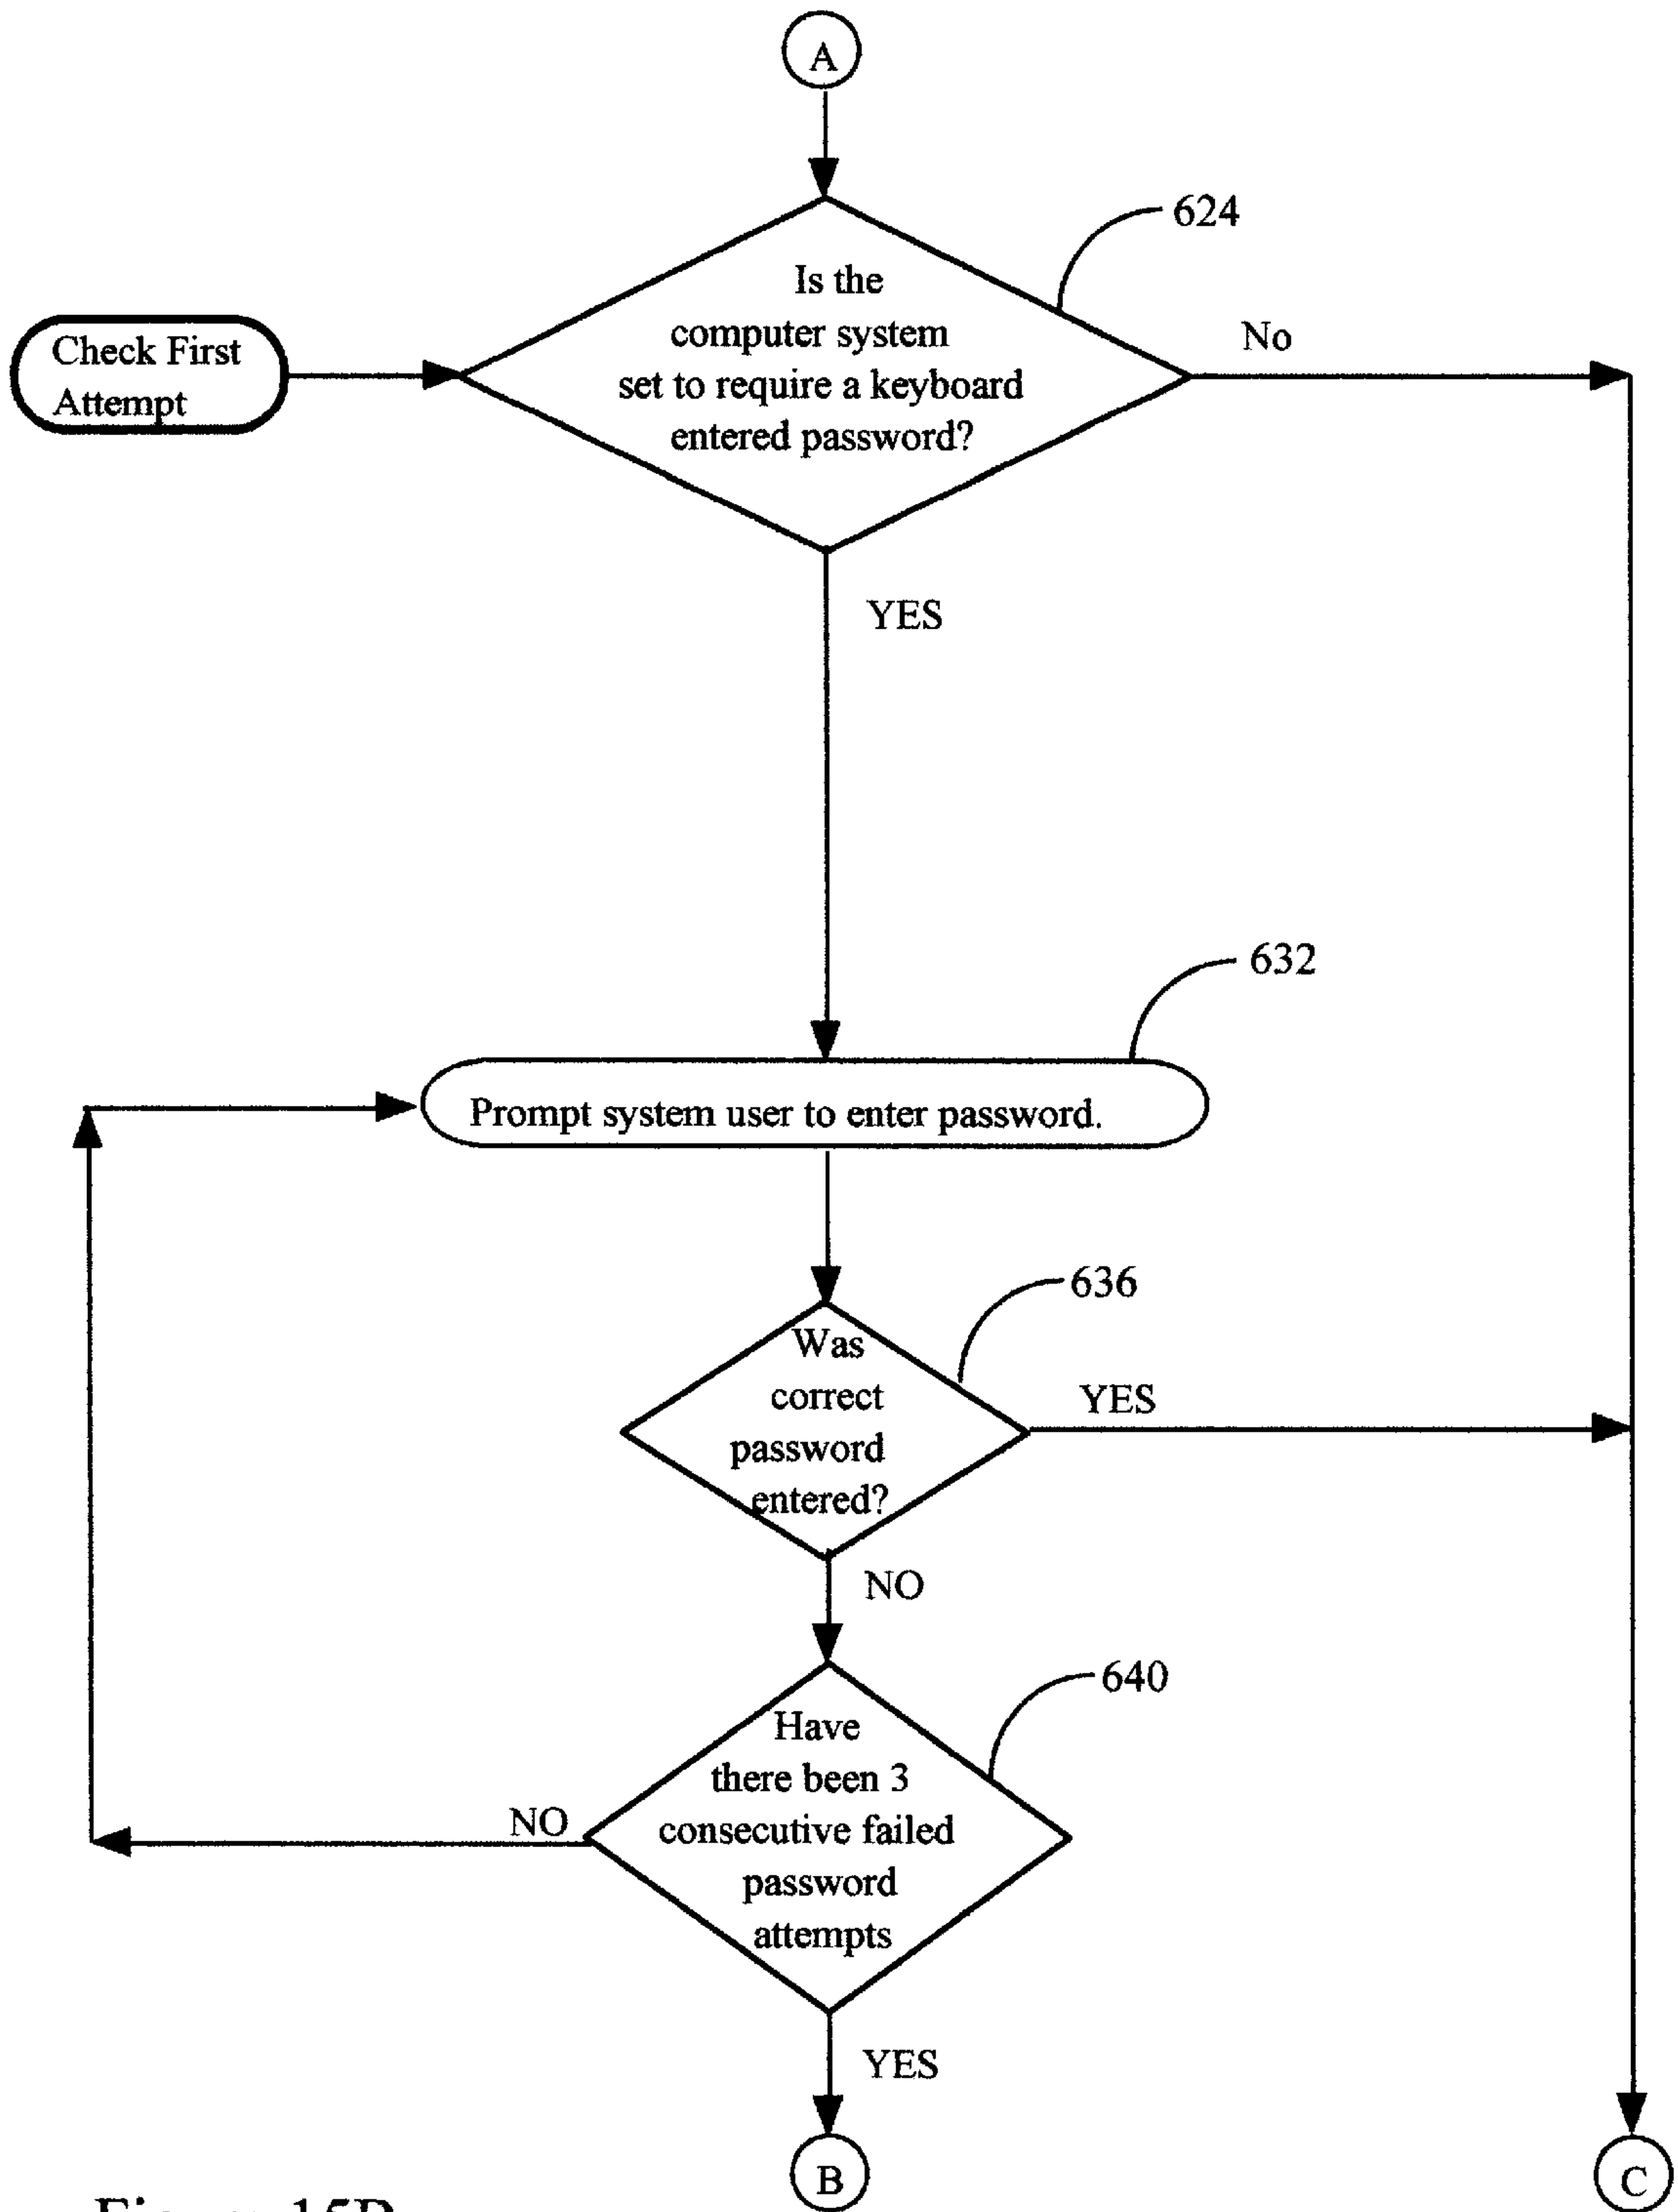 A
624
Is the
computer system
set to require a keyboard
entered password?
No
Check First
Attempt
YES
632
Prompt system user to enter password.
636
Was
correct
password
entered?
YES
NO
640
Have
there been 3
consecutive failed
password
attempts
NO
YES
B
C